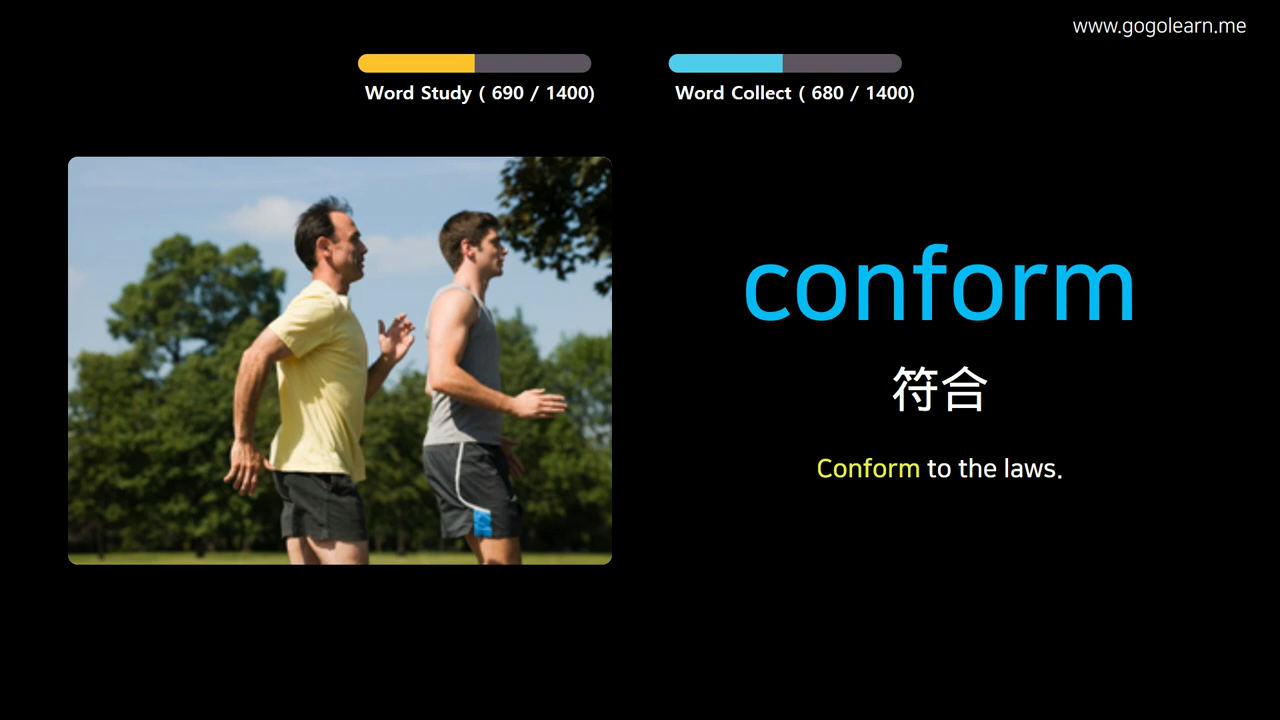 www.gogolearn.me
Word Study ( 690 / 1400)
Word Collect ( 680 / 1400)
conform
符合
Conform to the laws.